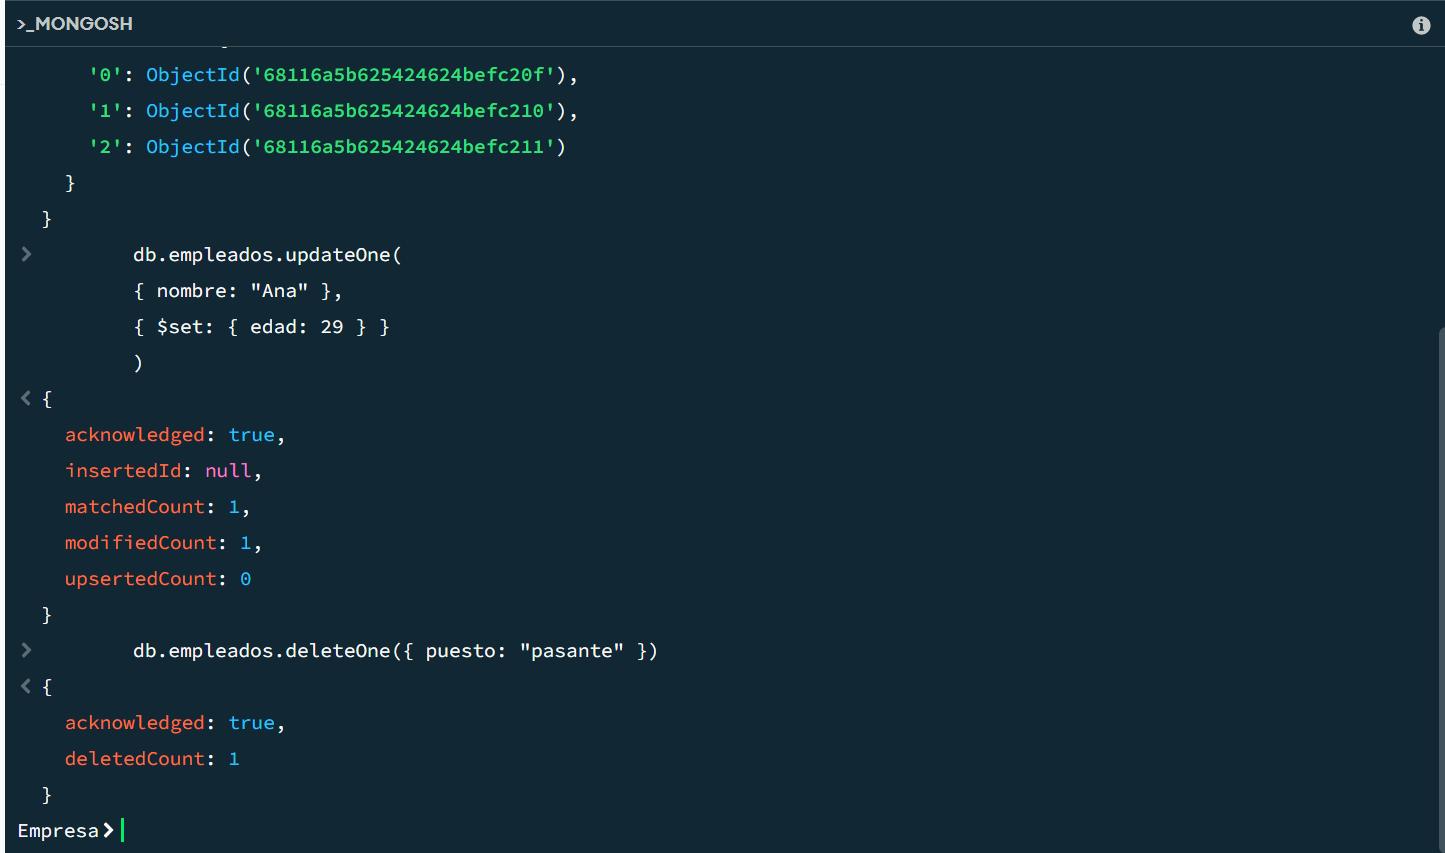 >_MONGOSH
'0': ObjectId('68116a5b625424624befc20f'),
'1': ObjectId('68116a5b625424624befc210'),
'2': ObjectId('68116a5b625424624befc211')
}
}
> db.empleados.updateOne(
{ nombre: "Ana" },
{ $set: { edad: 29 } }
)
< {
acknowledged: true,
insertedId: null,
matchedCount: 1,
modifiedCount: 1,
upsertedCount: 0
}
> db.empleados.deleteOne({ puesto: "pasante" })
< {
acknowledged: true,
deletedCount: 1
}
Empresa>